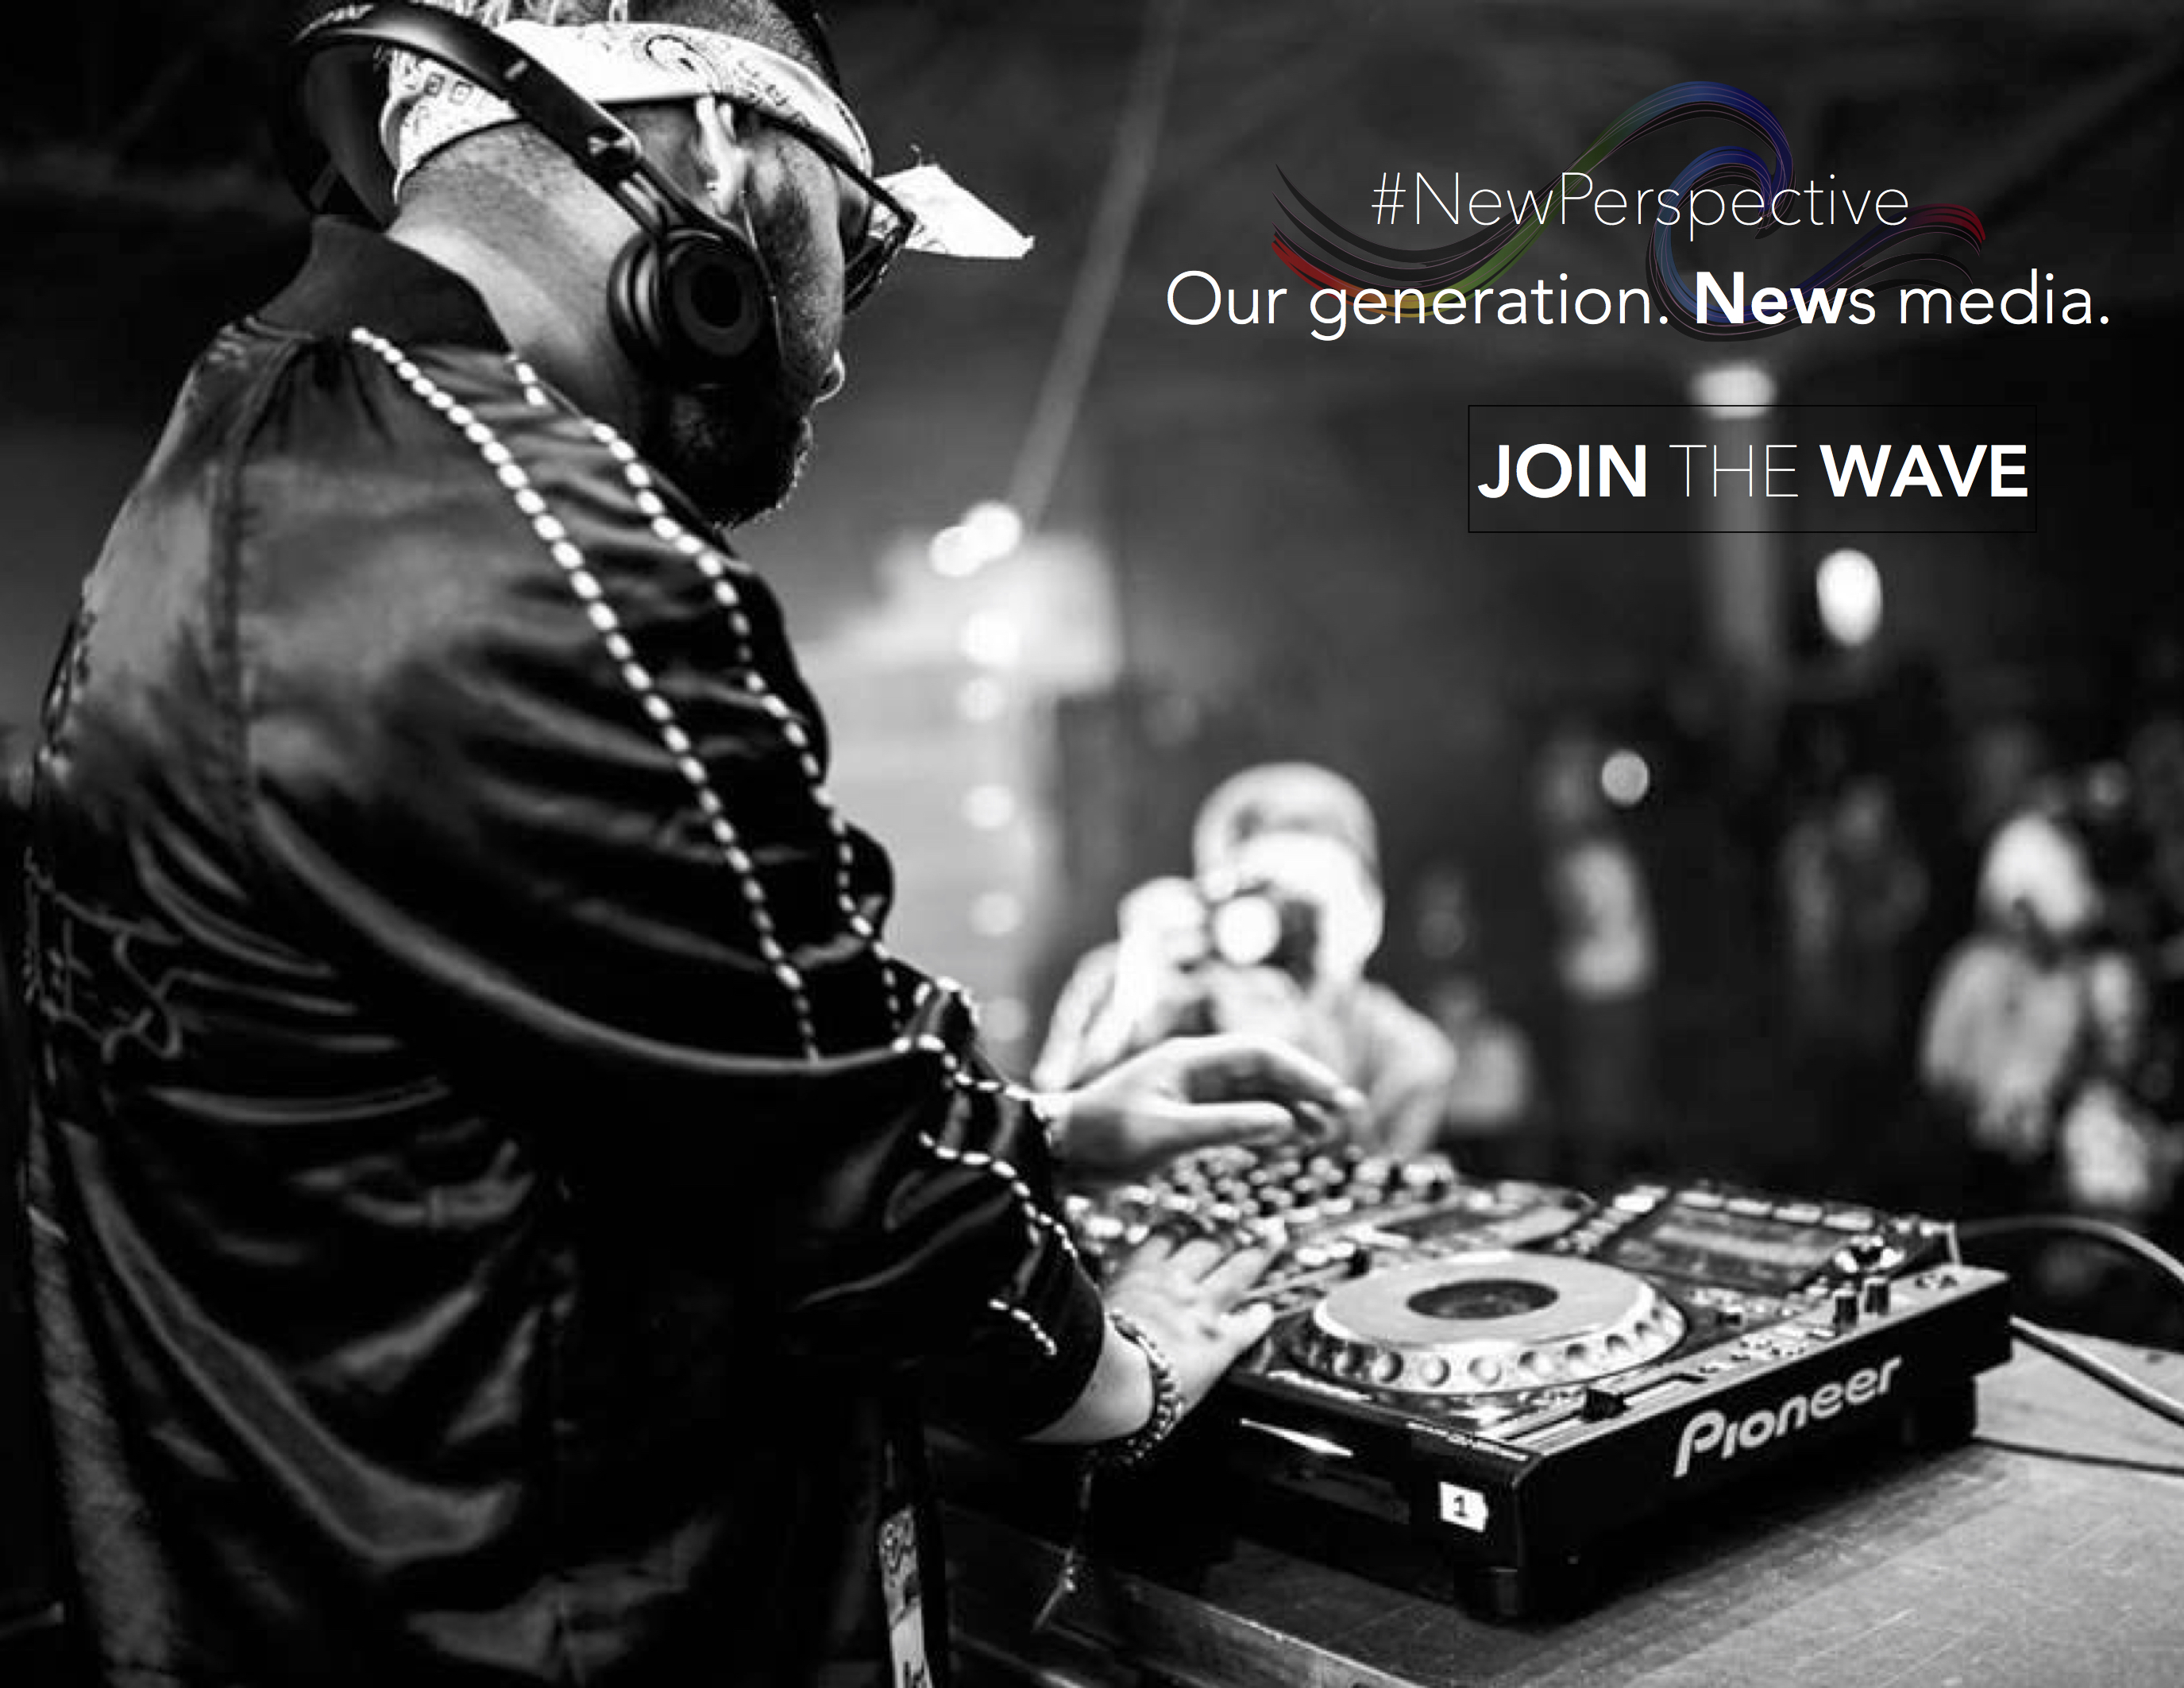 #NewPerspective
Our generation. News media.
JOIN THE WAVE
Pioneer
1